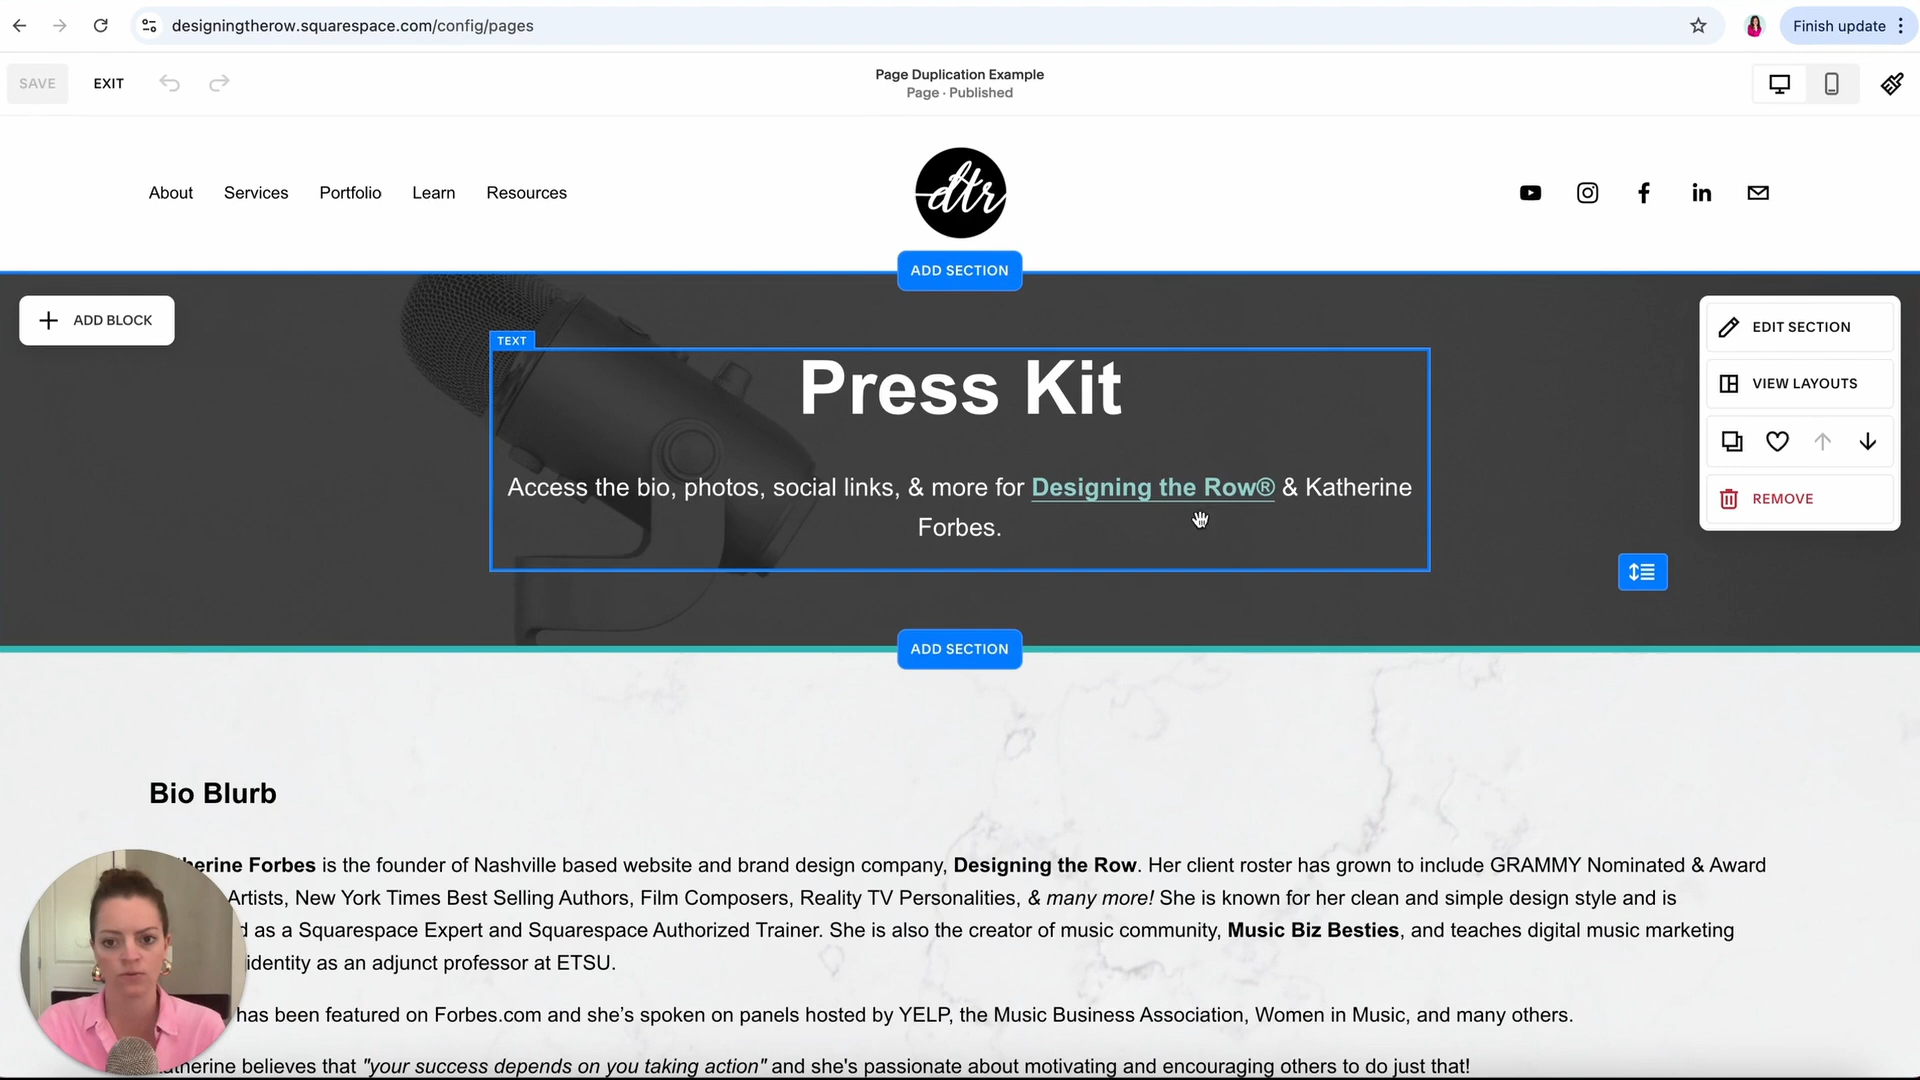 designingtherow.squarespace.com/config/pages
Finish update
SAVE
EXIT
Page Duplication Example
Page · Published
About
Services
Portfolio
Learn
Resources
dtr
ADD SECTION
ADD BLOCK
TEXT
Press Kit
Access the bio, photos, social links, & more for Designing the Row® & Katherine
Forbes.
EDIT SECTION
VIEW LAYOUTS
REMOVE
ADD SECTION
Bio Blurb
herine Forbes is the founder of Nashville based website and brand design company, Designing the Row. Her client roster has grown to include GRAMMY Nominated & Award
Artists, New York Times Best Selling Authors, Film Composers, Reality TV Personalities, & many more! She is known for her clean and simple design style and is
d as a Squarespace Expert and Squarespace Authorized Trainer. She is also the creator of music community, Music Biz Besties, and teaches digital music marketing
identity as an adjunct professor at ETSU.
has been featured on Forbes.com and she's spoken on panels hosted by YELP, the Music Business Association, Women in Music, and many others.
atherine believes that "your success depends on you taking action" and she's passionate about motivating and encouraging others to do just that!